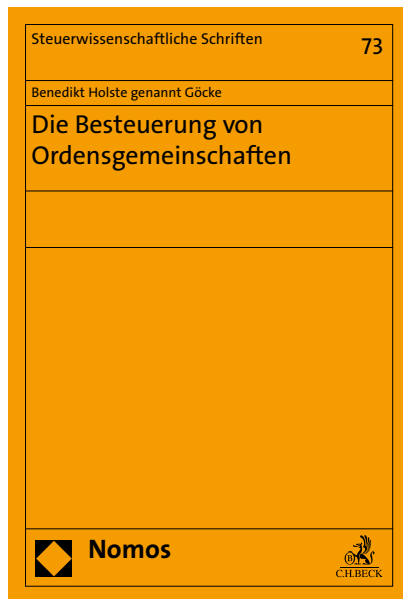 Steuerwissenschaftliche Schriften
73
Benedikt Holste genannt Göcke
Die Besteuerung von
Ordensgemeinschaften
Nomos
C.H.BECK